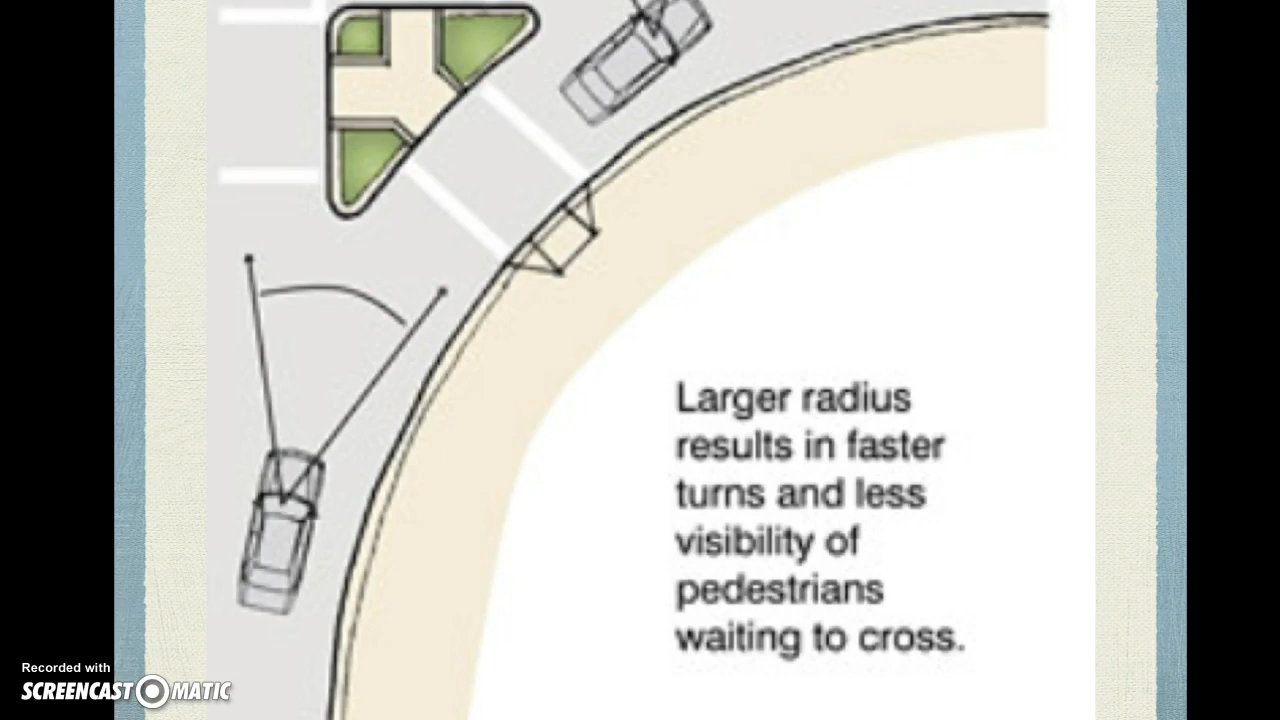 Larger radius
results in faster
turns and less
visibility of
pedestrians
waiting to cross.
Recorded with
SCREENCAST MATIC